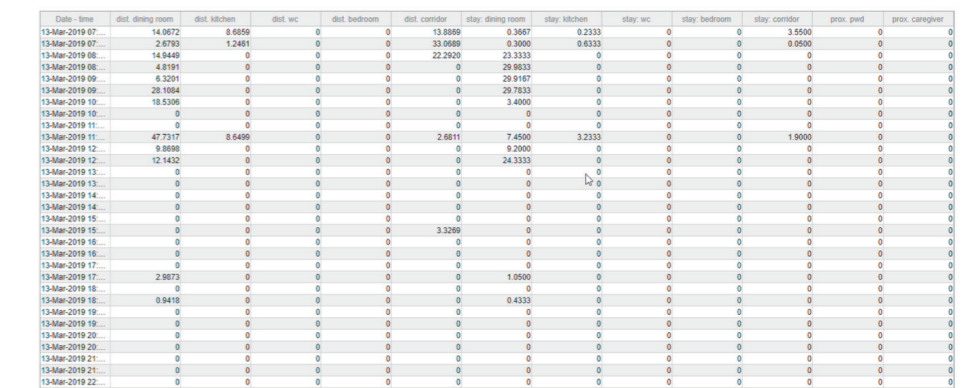 Date - time dist. dining room dist. kitchen dist. wc dist. bedroom dist. corridor stay: dining room stay: kitchen stay: wc stay: bedroom stay: corridor prox. pwd prox. caregiver
13-Mar-2019 07:... 14.0672 8.6859 0 0 13.8869 0.3667 0.2333 0 0 3.5500 0 0
13-Mar-2019 07:... 2.6793 1.2461 0 0 33.0689 0.3000 0.6333 0 0 0.0500 0 0
13-Mar-2019 08:... 14.9449 0 0 0 22.2920 23.3333 0 0 0 0 0 0
13-Mar-2019 08:... 4.8191 0 0 0 0 29.9833 0 0 0 0 0 0
13-Mar-2019 09:... 6.3201 0 0 0 0 29.9167 0 0 0 0 0 0
13-Mar-2019 09:... 28.1084 0 0 0 0 29.7833 0 0 0 0 0 0
13-Mar-2019 10:... 18.5306 0 0 0 0 3.4000 0 0 0 0 0 0
13-Mar-2019 10:... 0 0 0 0 0 0 0 0 0 0 0 0
13-Mar-2019 11:... 0 0 0 0 0 0 0 0 0 0 0 0
13-Mar-2019 11:... 47.7317 8.6499 0 0 2.6811 7.4500 3.2333 0 0 1.9000 0 0
13-Mar-2019 12:... 9.8698 0 0 0 0 9.2000 0 0 0 0 0 0
13-Mar-2019 12:... 12.1432 0 0 0 0 24.3333 0 0 0 0 0 0
13-Mar-2019 13:... 0 0 0 0 0 0 0 0 0 0 0 0
13-Mar-2019 13:... 0 0 0 0 0 0 0 0 0 0 0 0
13-Mar-2019 14:... 0 0 0 0 0 0 0 0 0 0 0 0
13-Mar-2019 14:... 0 0 0 0 0 0 0 0 0 0 0 0
13-Mar-2019 15:... 0 0 0 0 0 0 0 0 0 0 0 0
13-Mar-2019 15:... 0 0 0 0 3.3269 0 0 0 0 0 0 0
13-Mar-2019 16:... 0 0 0 0 0 0 0 0 0 0 0 0
13-Mar-2019 16:... 0 0 0 0 0 0 0 0 0 0 0 0
13-Mar-2019 17:... 0 0 0 0 0 0 0 0 0 0 0 0
13-Mar-2019 17:... 2.9873 0 0 0 0 1.0500 0 0 0 0 0 0
13-Mar-2019 18:... 0 0 0 0 0 0 0 0 0 0 0 0
13-Mar-2019 18:... 0.9418 0 0 0 0 0.4333 0 0 0 0 0 0
13-Mar-2019 19:... 0 0 0 0 0 0 0 0 0 0 0 0
13-Mar-2019 19:... 0 0 0 0 0 0 0 0 0 0 0 0
13-Mar-2019 20:... 0 0 0 0 0 0 0 0 0 0 0 0
13-Mar-2019 20:... 0 0 0 0 0 0 0 0 0 0 0 0
13-Mar-2019 21:... 0 0 0 0 0 0 0 0 0 0 0 0
13-Mar-2019 21:... 0 0 0 0 0 0 0 0 0 0 0 0
13-Mar-2019 22:... 0 0 0 0 0 0 0 0 0 0 0 0